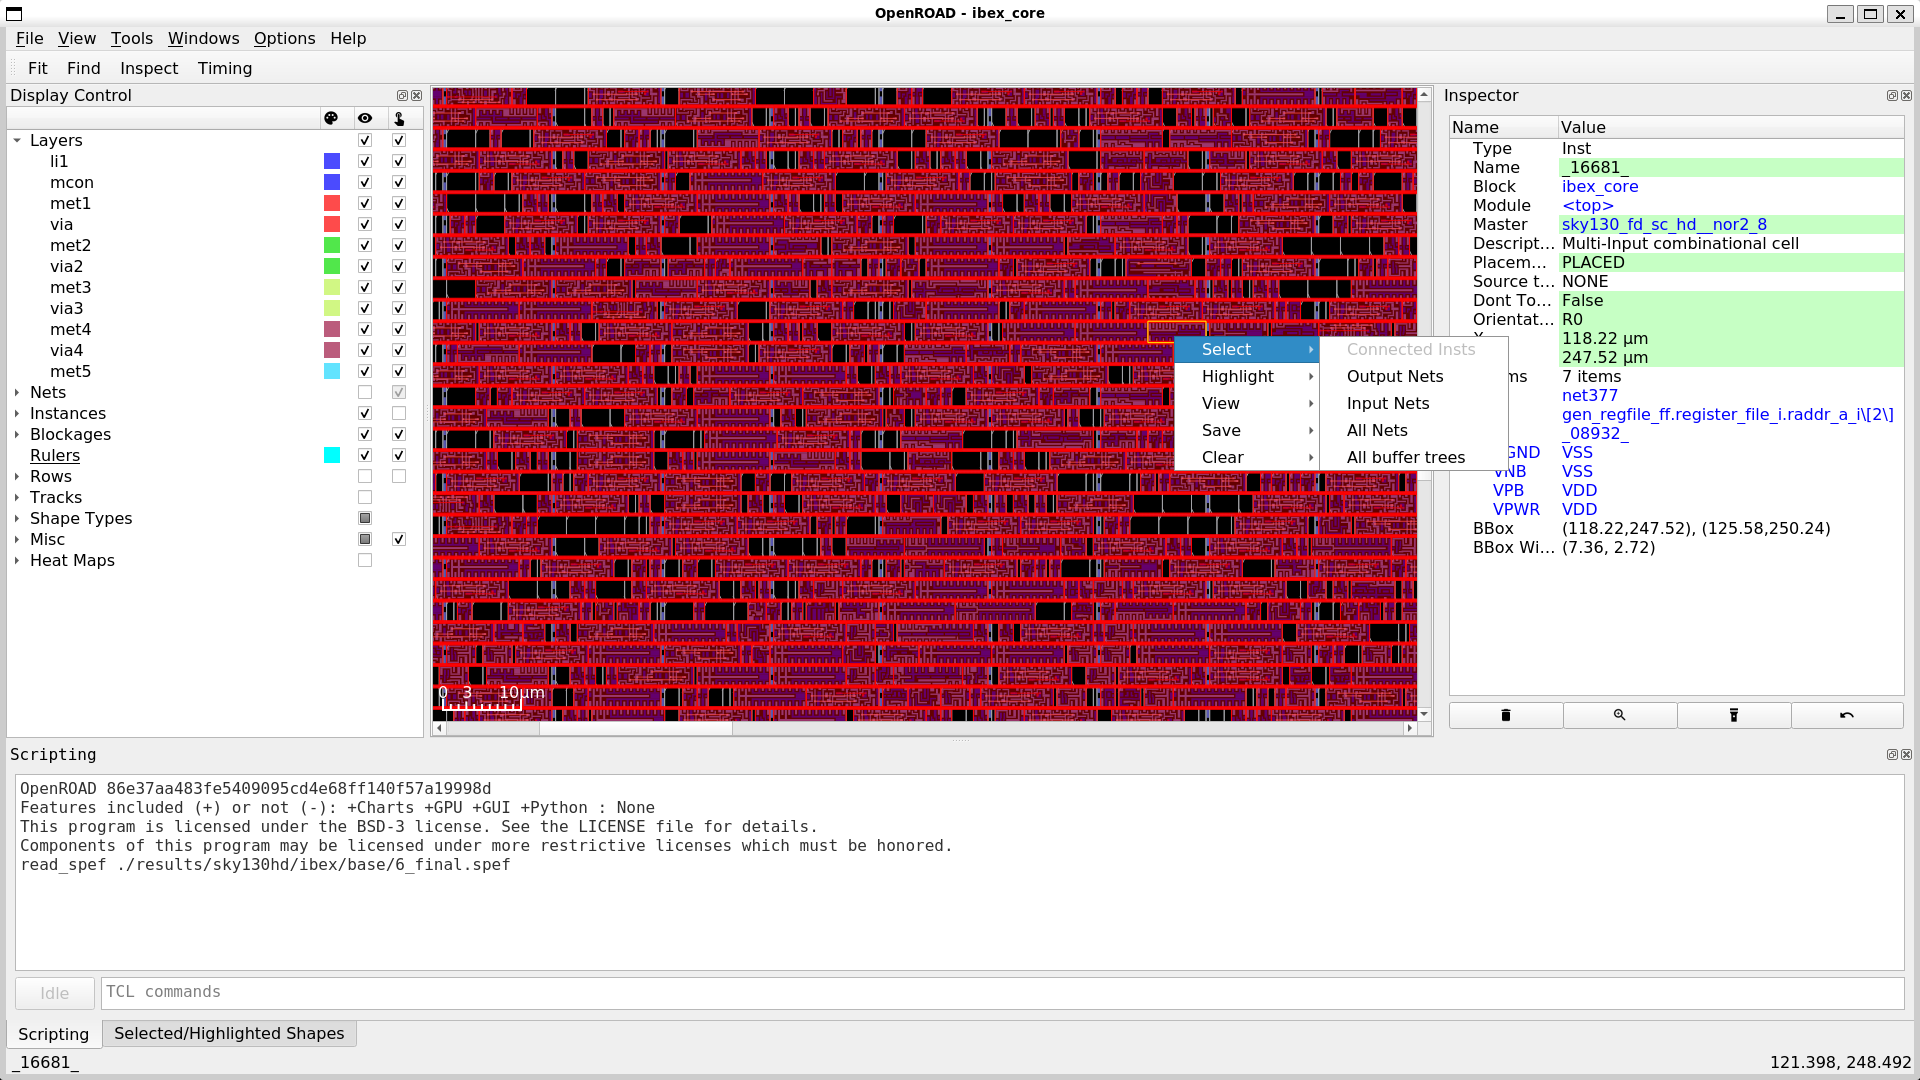 OpenROAD - ibex_core
File View Tools Windows Options Help
Fit Find Inspect Timing
Display Control
Layers
li1
mcon
met1
via
met2
via2
met3
via3
met4
via4
met5
Nets
Instances
Blockages
Rulers
Rows
Tracks
Shape Types
Misc
Heat Maps
0 3 10μm
Select
Highlight
View
Save
Clear
Connected Insts
Output Nets
Input Nets
All Nets
All buffer trees
Inspector
Name Value
Type Inst
Name _16681_
Block ibex_core
Module <top>
Master sky130_fd_sc_hd__nor2_8
Descript... Multi-Input combinational cell
Placem... PLACED
Source t... NONE
Dont To... False
Orientat... R0
118.22 μm
247.52 μm
7 items
net377
gen_regfile_ff.register_file_i.raddr_a_i\[2\]
_08932_
VSS
VNB VSS
VPB VDD
VPWR VDD
BBox (118.22,247.52), (125.58,250.24)
BBox Wi... (7.36, 2.72)
Scripting
OpenROAD 86e37aa483fe5409095cd4e68ff140f57a19998d
Features included (+) or not (-): +Charts +GPU +GUI +Python : None
This program is licensed under the BSD-3 license. See the LICENSE file for details.
Components of this program may be licensed under more restrictive licenses which must be honored.
read_spef ./results/sky130hd/ibex/base/6_final.spef
Idle TCL commands
Scripting Selected/Highlighted Shapes
_16681_ 121.398, 248.492